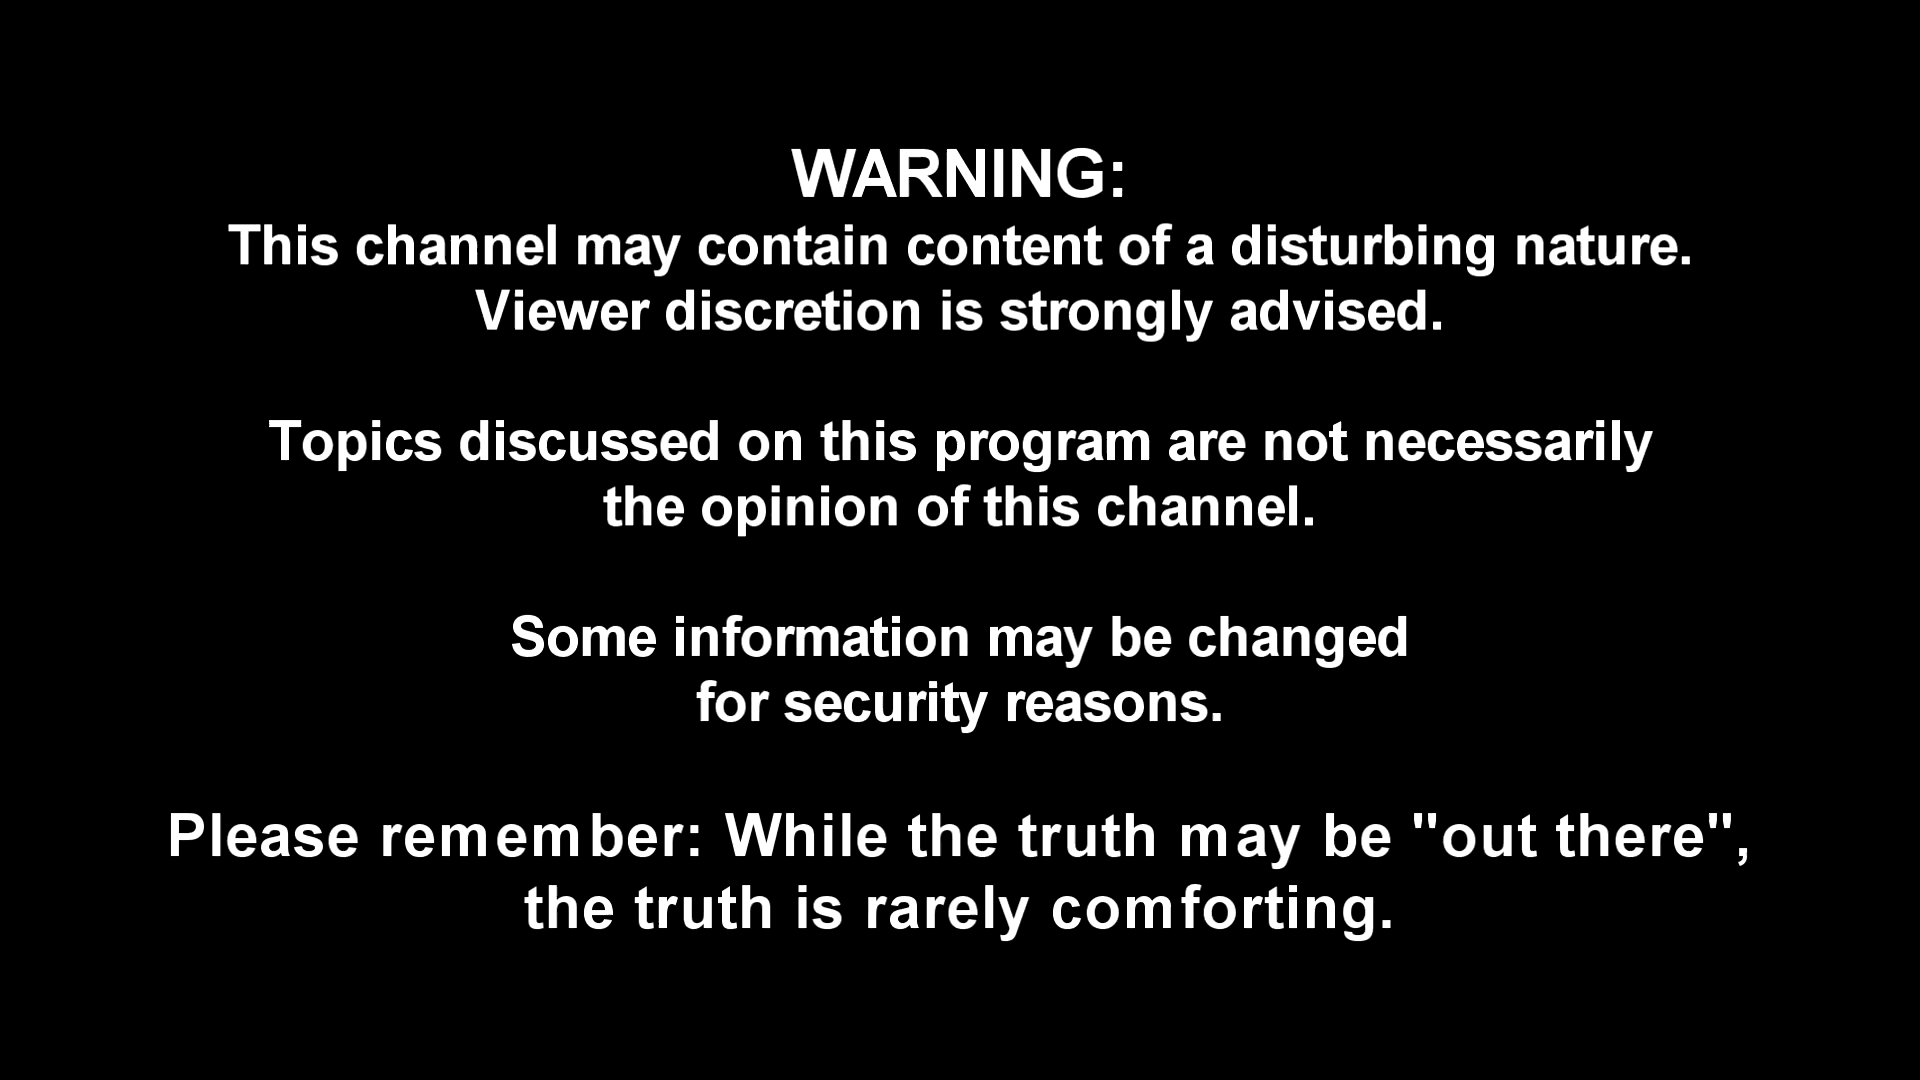 WARNING:
This channel may contain content of a disturbing nature.
Viewer discretion is strongly advised.
Topics discussed on this program are not necessarily
the opinion of this channel.
Some information may be changed
for security reasons.
Please remember: While the truth may be "out there",
the truth is rarely comforting.